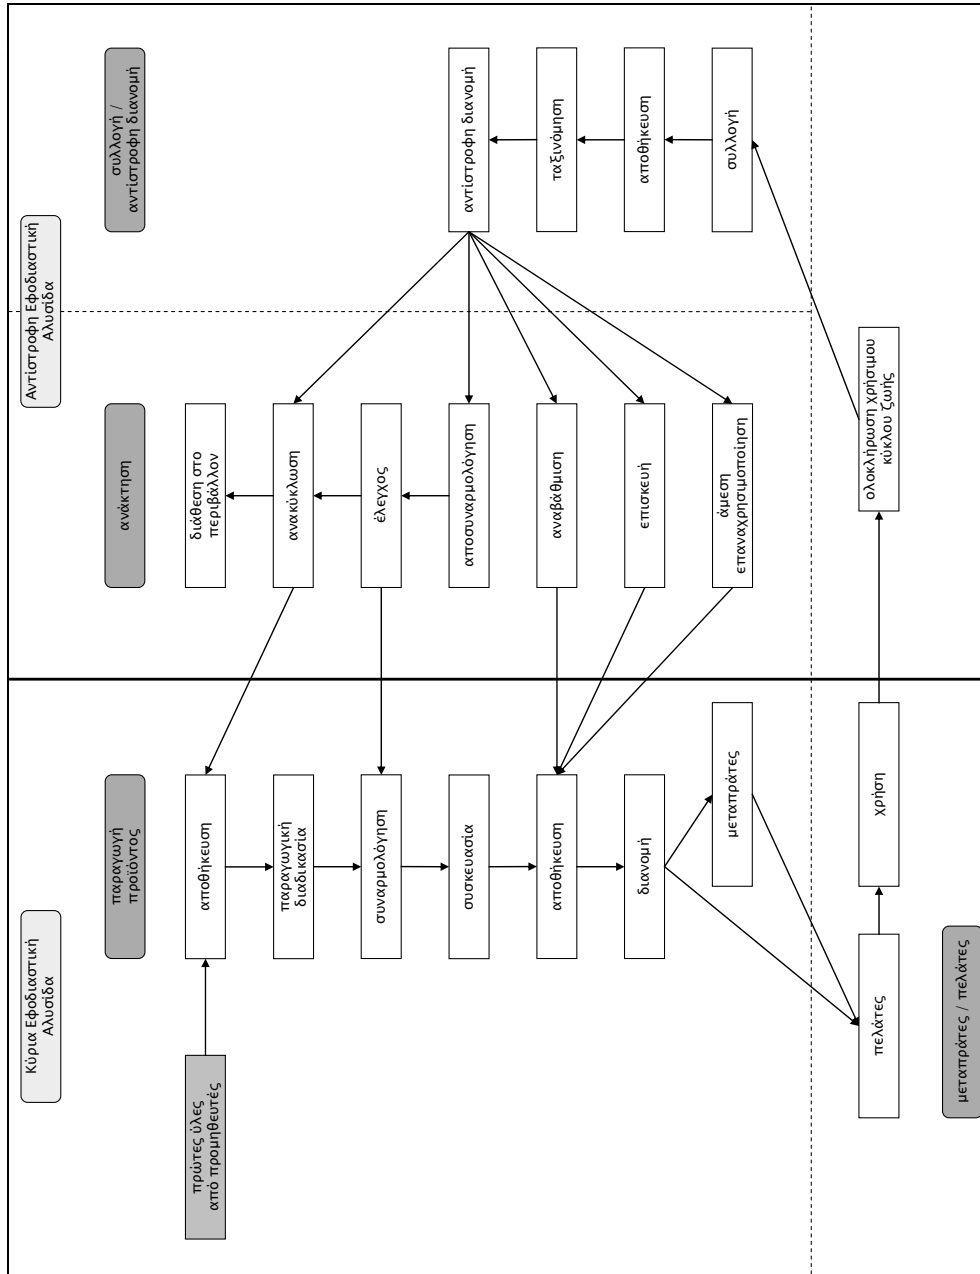 Κύρια Εφοδιαστική
Αλυσίδα
Αντίστροφη Εφοδιαστική
Αλυσίδα
παραγωγή
προϊόντος
ανάκτηση
συλλογή /
αντίστροφη διανομή
πρώτες ύλες
από προμηθευτές
αποθήκευση
διάθεση στο
περιβάλλον
παραγωγική
διαδικασία
ανακύκλωση
συναρμολόγηση
έλεγχος
συσκευασία
αποσυναρμολόγηση
αντίστροφη διανομή
αποθήκευση
αναβάθμιση
ταξινόμηση
διανομή
επισκευή
αποθήκευση
μεταπράτες
άμεση
επαναχρησιμοποίηση
συλλογή
πελάτες
χρήση
ολοκλήρωση χρήσιμου
κύκλου ζωής
μεταπράτες / πελάτες